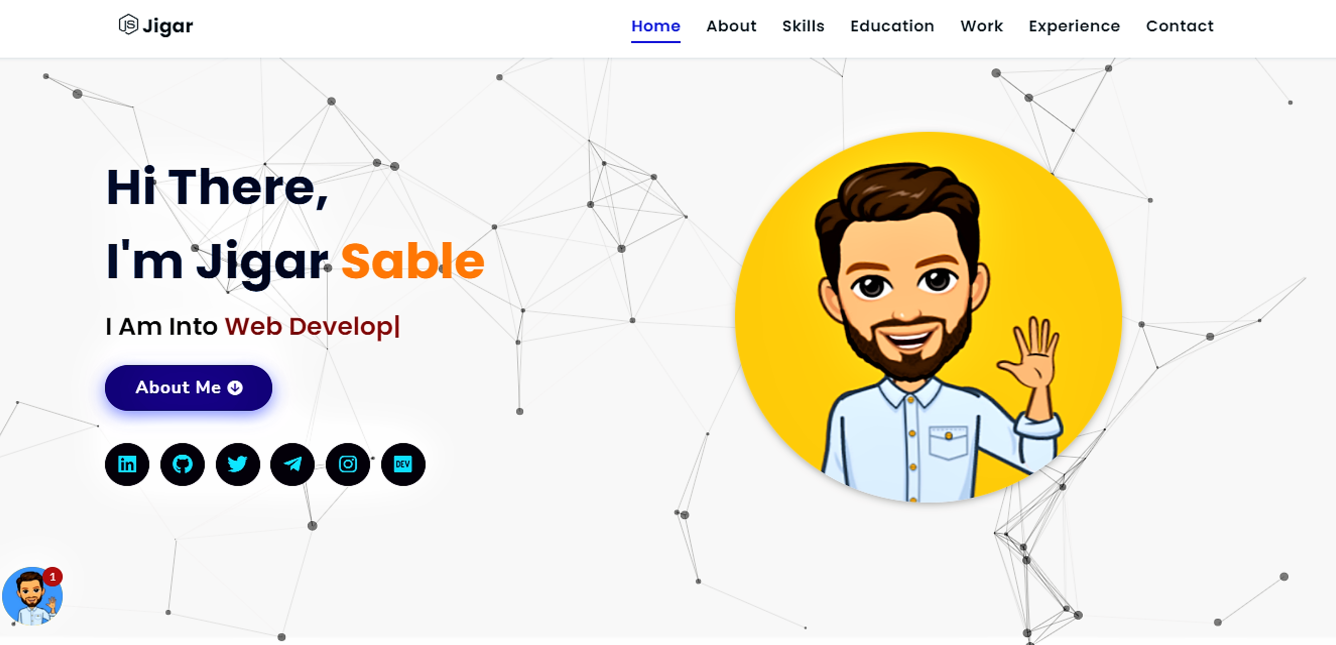 JS Jigar
Home About Skills Education Work Experience Contact
Hi There,
I'm Jigar Sable
I Am Into Web Develop|
About Me
DEV
1